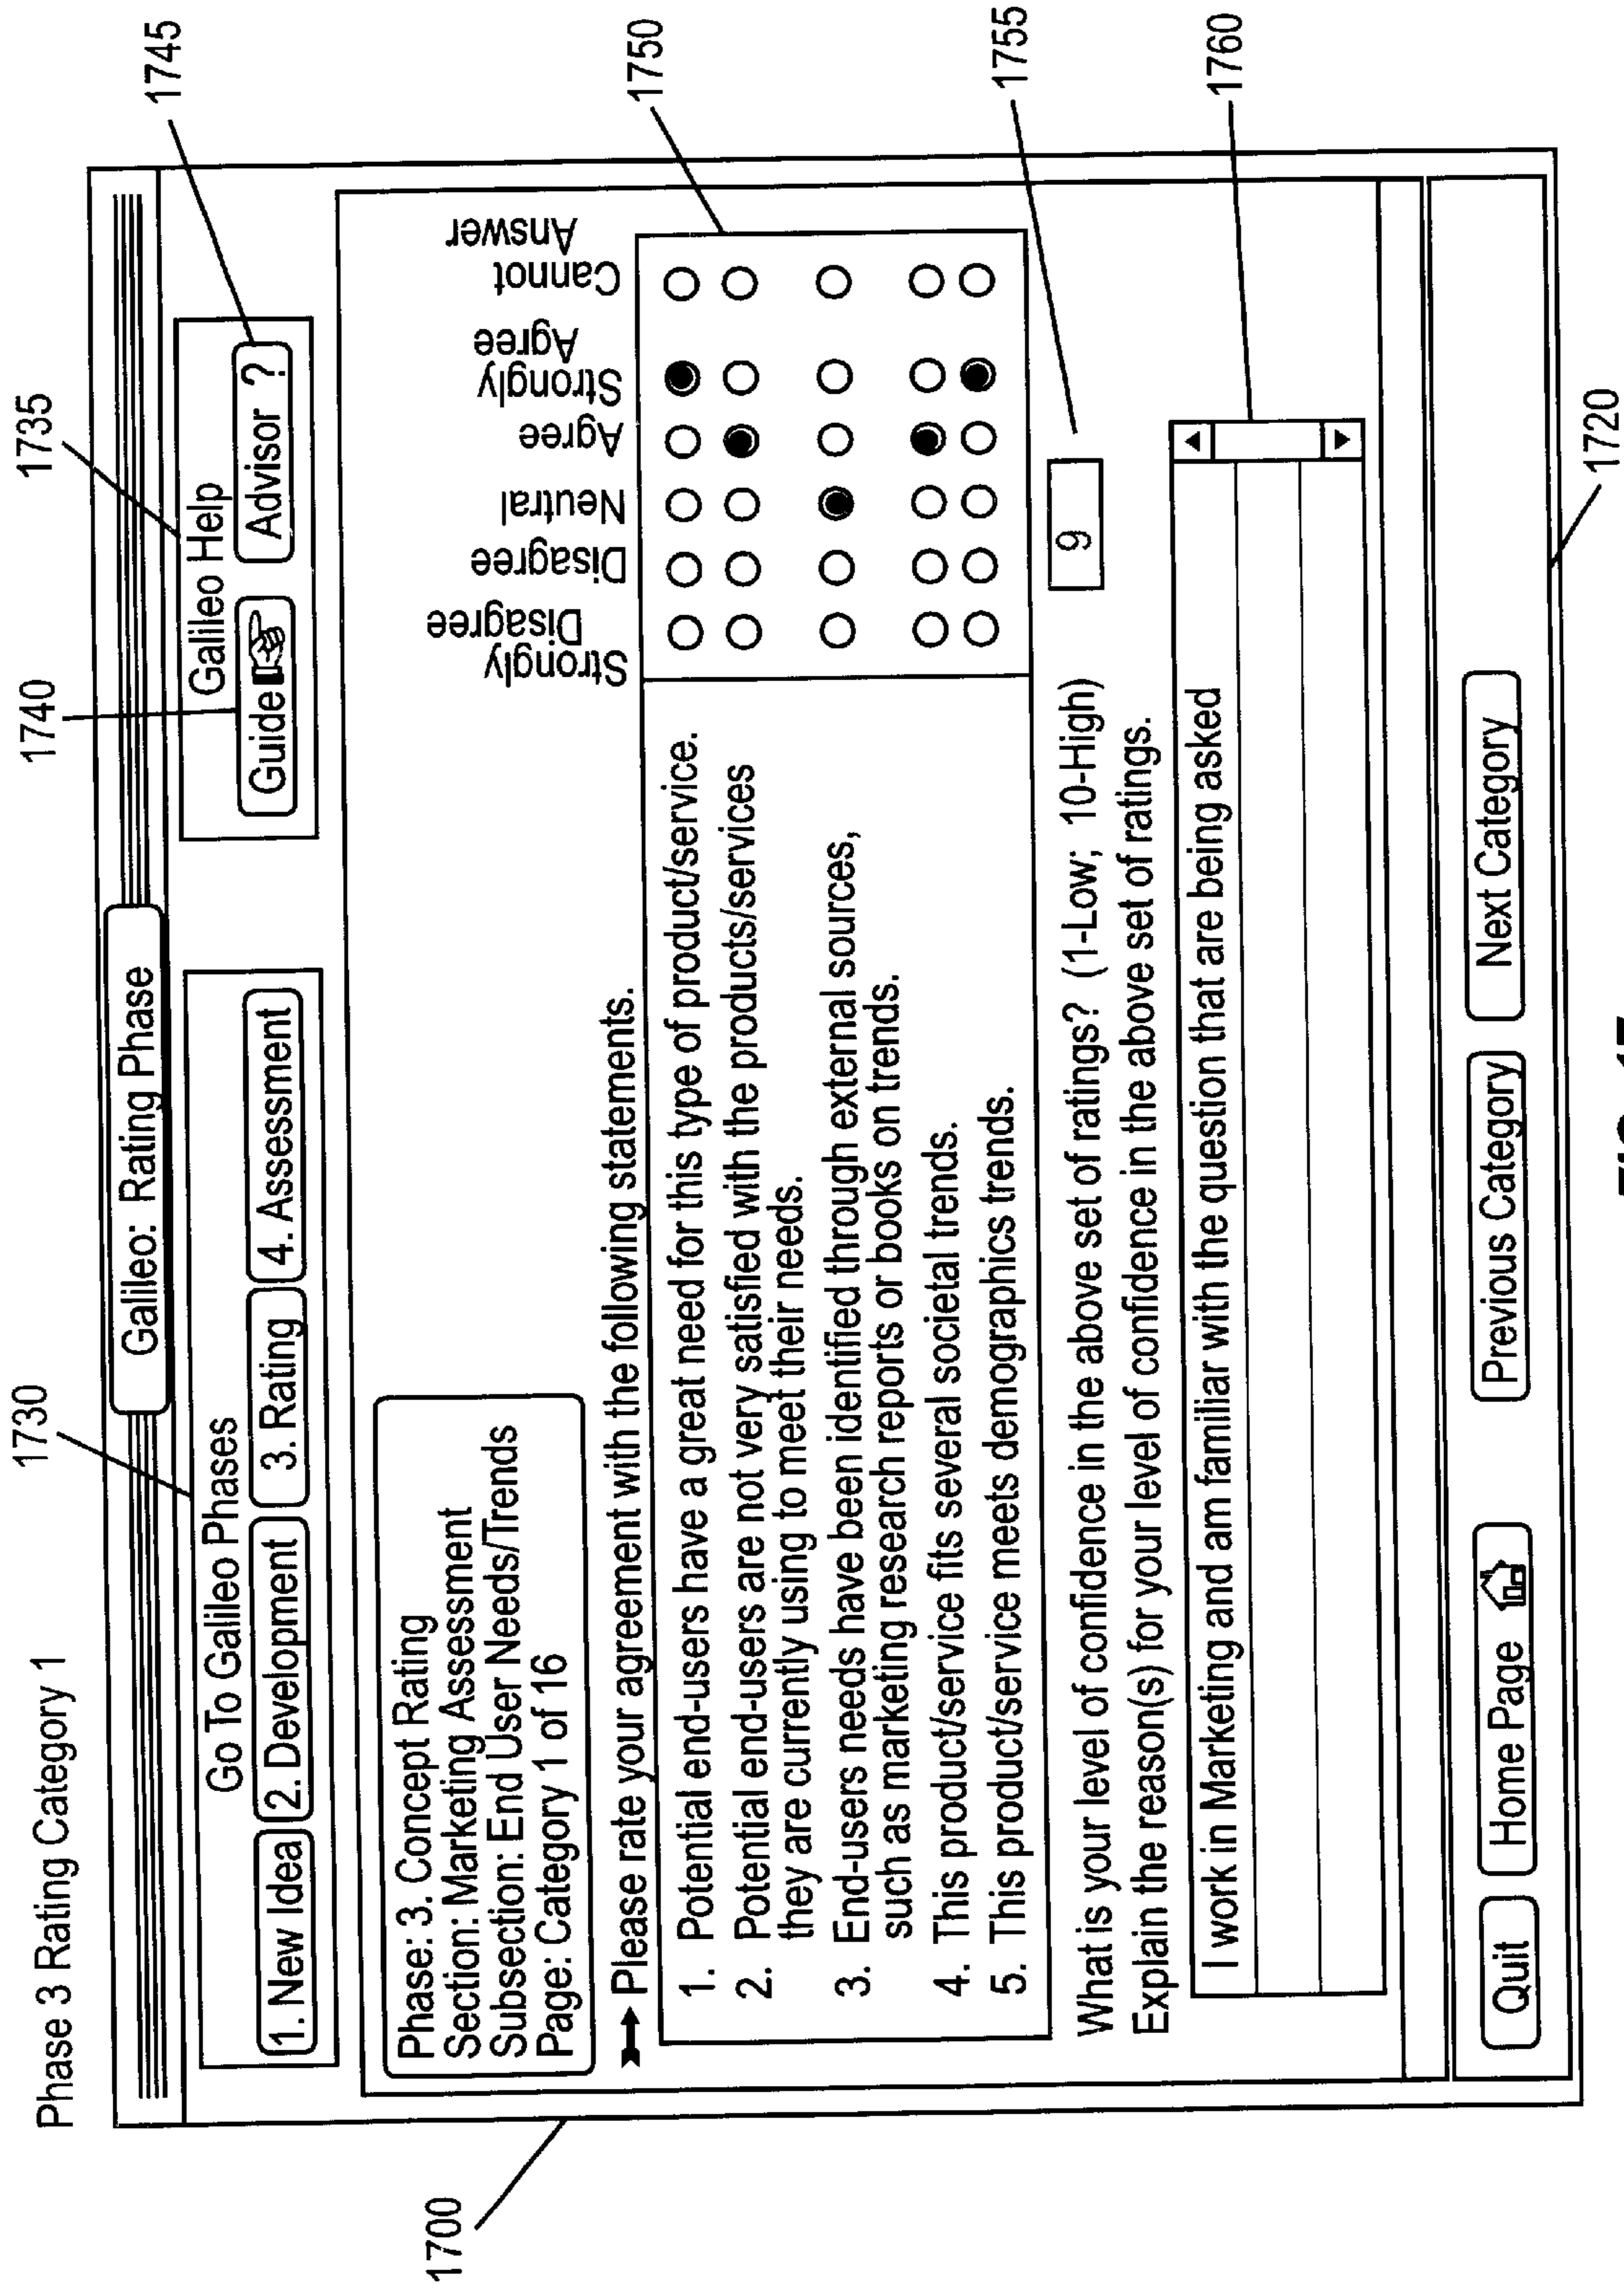 Phase 3 Rating Category 1
1730
1740
1735
1745
Galileo: Rating Phase
Go To Galileo Phases
1. New Idea
2. Development
3. Rating
4. Assessment
Galileo Help
Guide
Advisor ?
1700
Phase: 3. Concept Rating
Section: Marketing Assessment
Subsection: End User Needs/Trends
Page: Category 1 of 16
Please rate your agreement with the following statements.
Strongly Disagree
Disagree
Neutral
Agree
Strongly Agree
Cannot Answer
1750
1. Potential end-users have a great need for this type of product/service.
2. Potential end-users are not very satisfied with the products/services
they are currently using to meet their needs.
3. End-users needs have been identified through external sources,
such as marketing research reports or books on trends.
4. This product/service fits several societal trends.
5. This product/service meets demographics trends.
What is your level of confidence in the above set of ratings? (1-Low; 10-High)
9
1755
Explain the reason(s) for your level of confidence in the above set of ratings.
I work in Marketing and am familiar with the question that are being asked
1760
Quit
Home Page
Previous Category
Next Category
1720